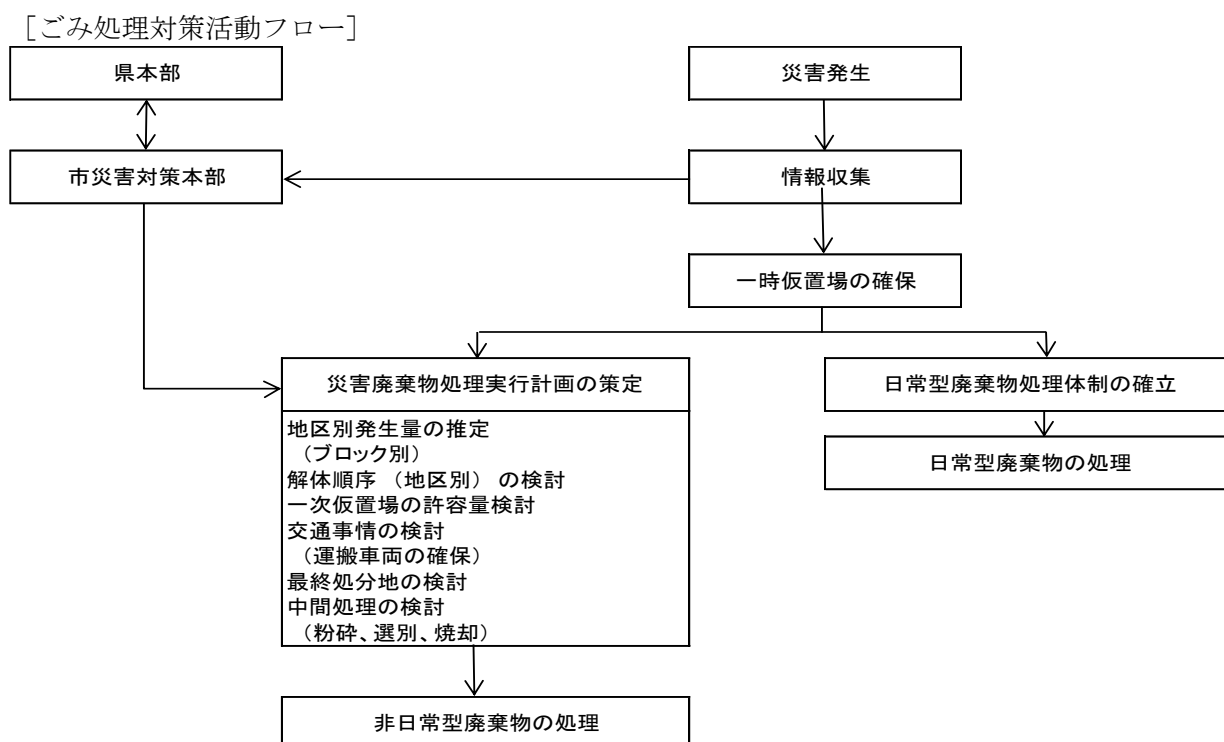 [ごみ処理対策活動フロー]
県本部
災害発生
市災害対策本部
情報収集
一時仮置場の確保
災害廃棄物処理実行計画の策定
日常型廃棄物処理体制の確立
地区別発生量の推定
（ブロック別）
解体順序（地区別）の検討
一次仮置場の許容量検討
交通事情の検討
（運搬車両の確保）
最終処分地の検討
中間処理の検討
（粉砕、選別、焼却）
日常型廃棄物の処理
非日常型廃棄物の処理